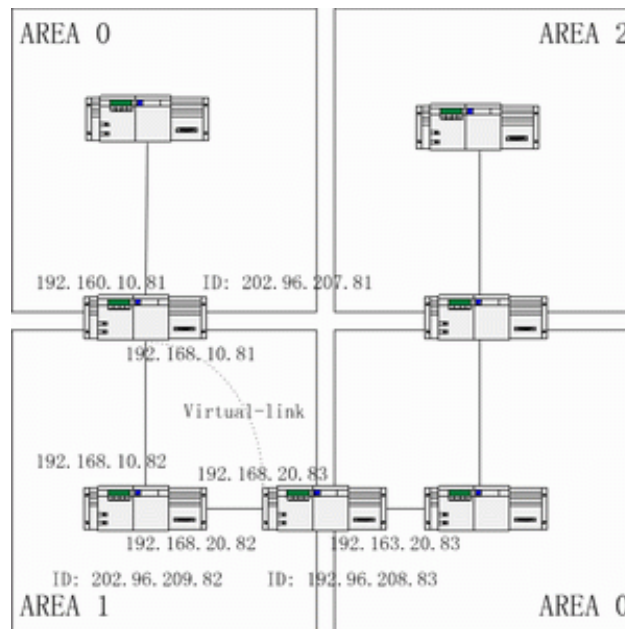 AREA 0
AREA 2
192.160.10.81
ID: 202.96.207.81
192.168.10.81
Virtual-link
192.168.10.82
192.168.20.83
192.168.20.82
192.163.20.83
ID: 202.96.209.82
ID: 192.96.208.83
AREA 1
AREA 0